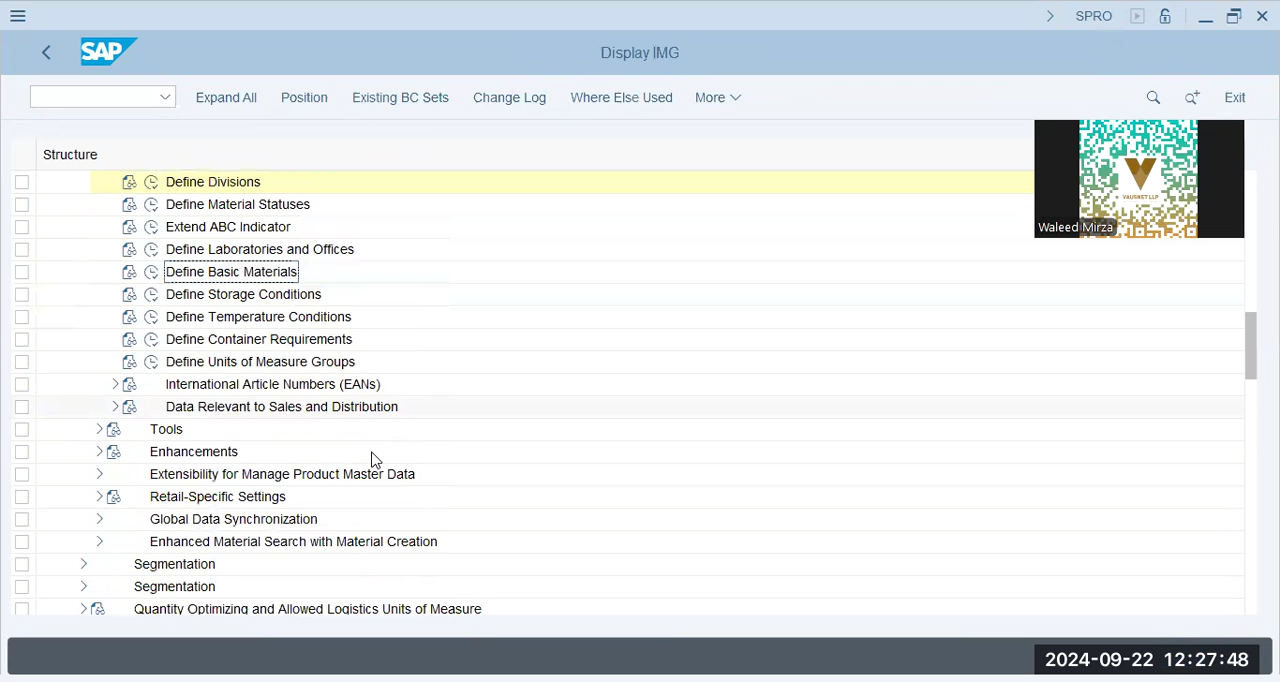 SPRO
SAP
Display IMG
Expand All
Position
Existing BC Sets
Change Log
Where Else Used
More
Exit
Structure
Define Divisions
Define Material Statuses
Extend ABC Indicator
Define Laboratories and Offices
Define Basic Materials
Define Storage Conditions
Define Temperature Conditions
Define Container Requirements
Define Units of Measure Groups
International Article Numbers (EANs)
Data Relevant to Sales and Distribution
Tools
Enhancements
Extensibility for Manage Product Master Data
Retail-Specific Settings
Global Data Synchronization
Enhanced Material Search with Material Creation
Segmentation
Segmentation
Quantity Optimizing and Allowed Logistics Units of Measure
VAUSNET LLP
Waleed Mirza
2024-09-22 12:27:48